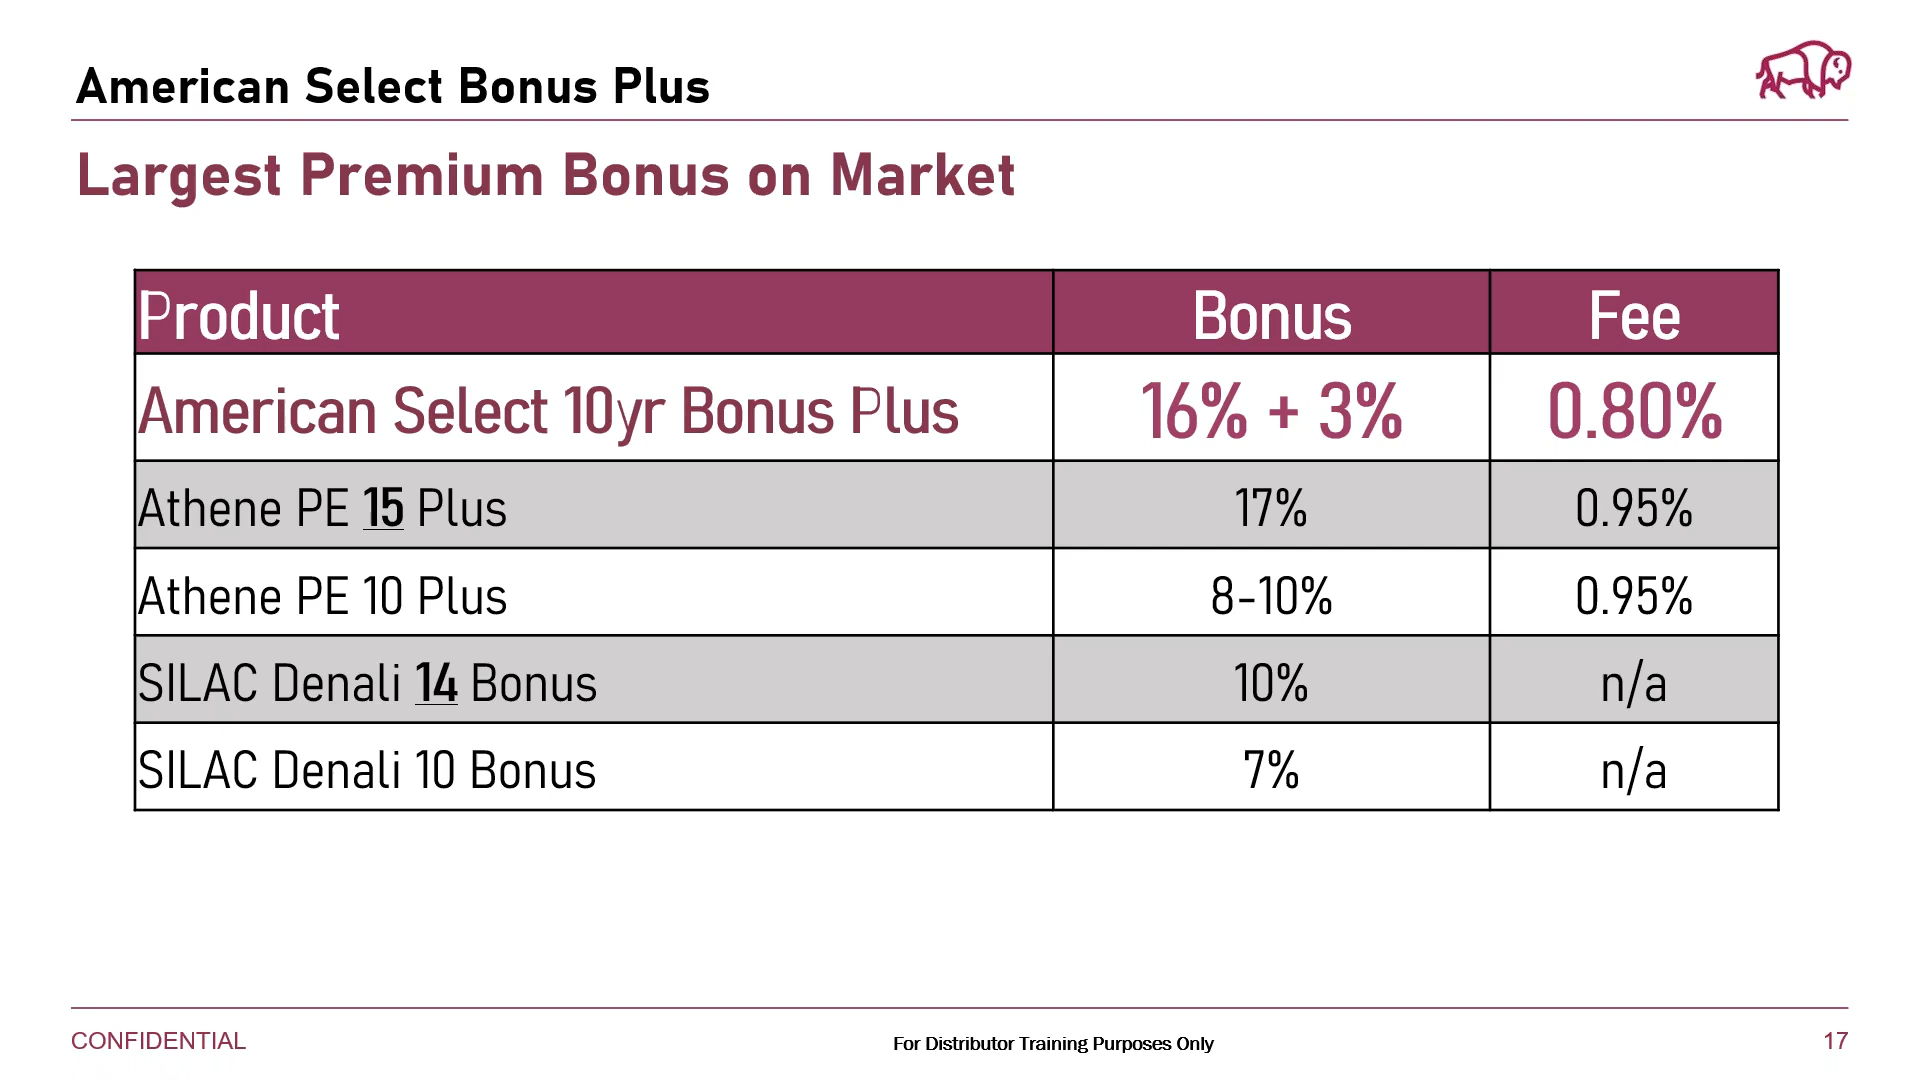 American Select Bonus Plus
Largest Premium Bonus on Market
Product Bonus Fee
American Select 10yr Bonus Plus 16% + 3% 0.80%
Athene PE 15 Plus 17% 0.95%
Athene PE 10 Plus 8-10% 0.95%
SILAC Denali 14 Bonus 10% n/a
SILAC Denali 10 Bonus 7% n/a
CONFIDENTIAL For Distributor Training Purposes Only 17